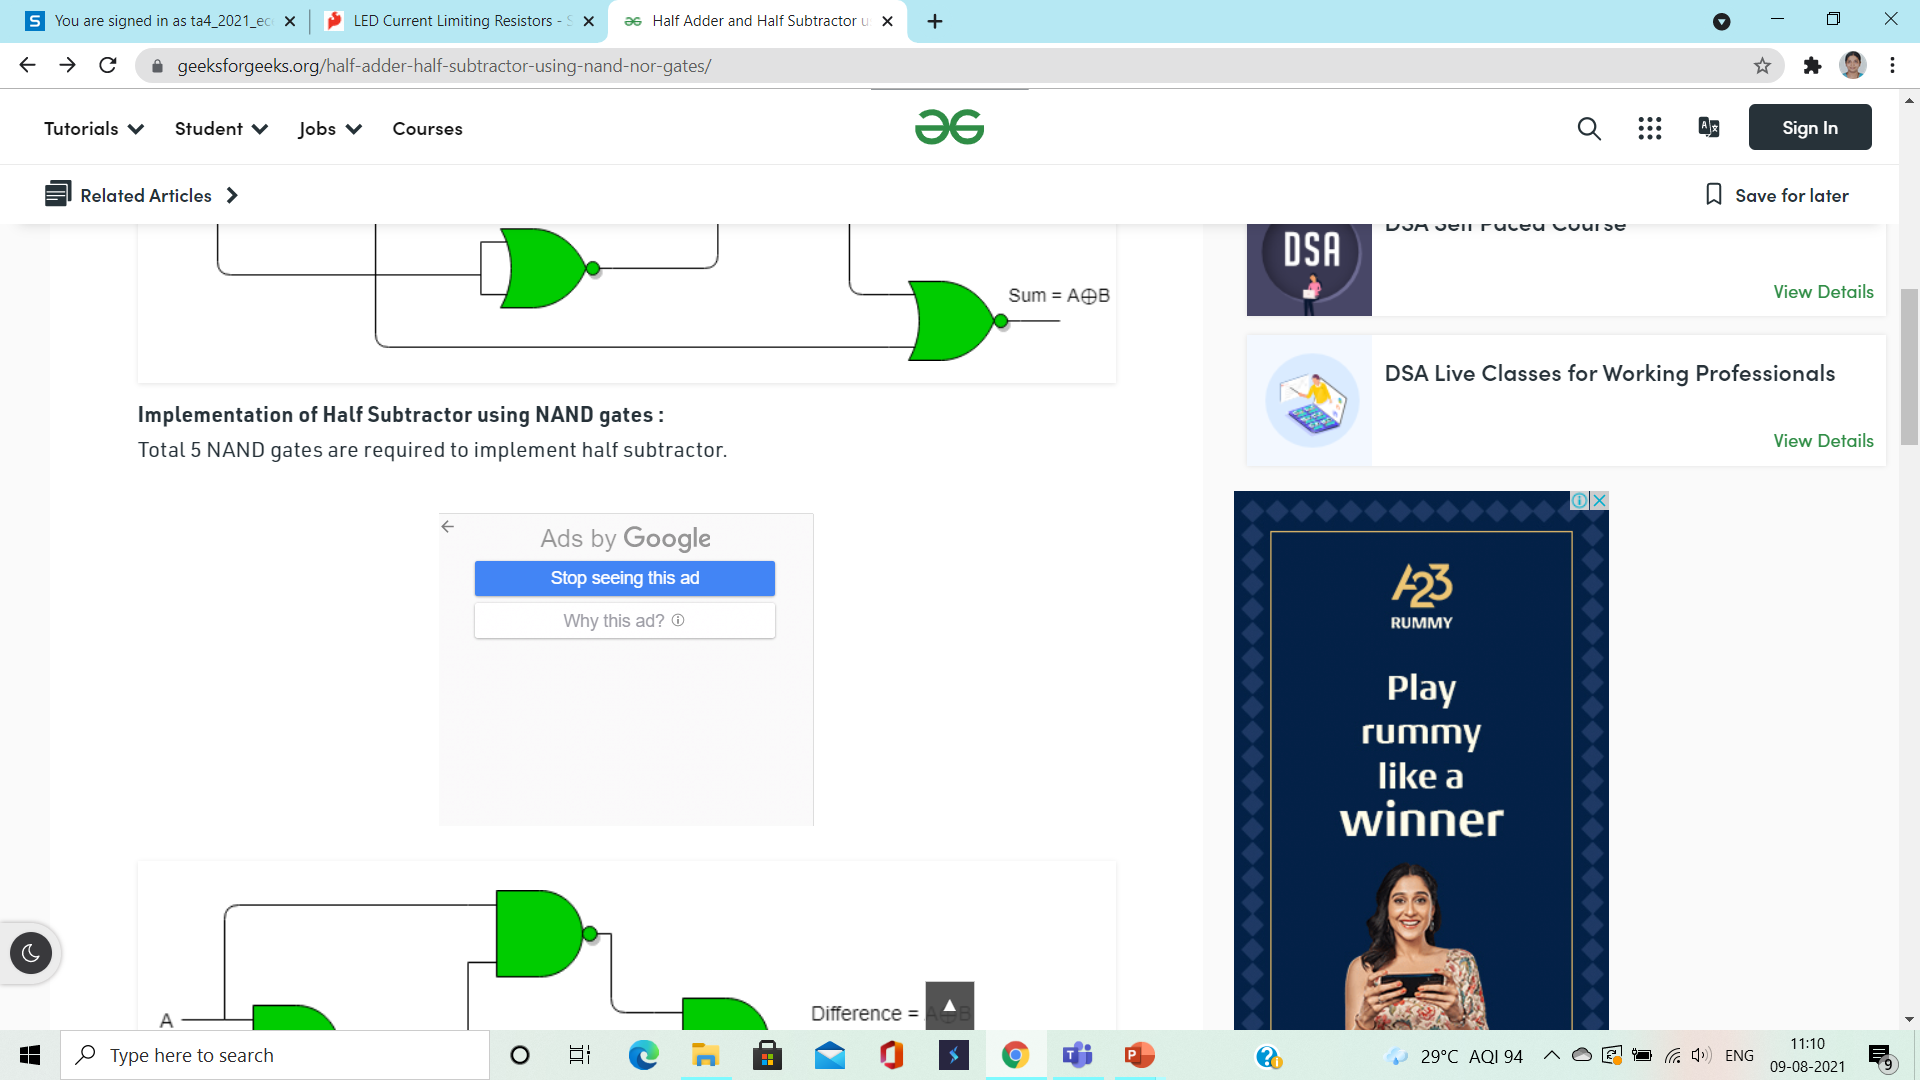 You are signed in as ta4_2021_ec
LED Current Limiting Resistors - S
Half Adder and Half Subtractor u
geeksforgeeks.org/half-adder-half-subtractor-using-nand-nor-gates/
Tutorials
Student
Jobs
Courses
Sign In
Related Articles
Save for later
Sum = A⊕B
Implementation of Half Subtractor using NAND gates :
Total 5 NAND gates are required to implement half subtractor.
Ads by Google
Stop seeing this ad
Why this ad?
A
Difference = A⊕B
DSA
DSA Self Paced Course
View Details
DSA Live Classes for Working Professionals
View Details
A23
RUMMY
Play
rummy
like a
winner
Type here to search
29°C AQI 94
ENG
11:10
09-08-2021
9